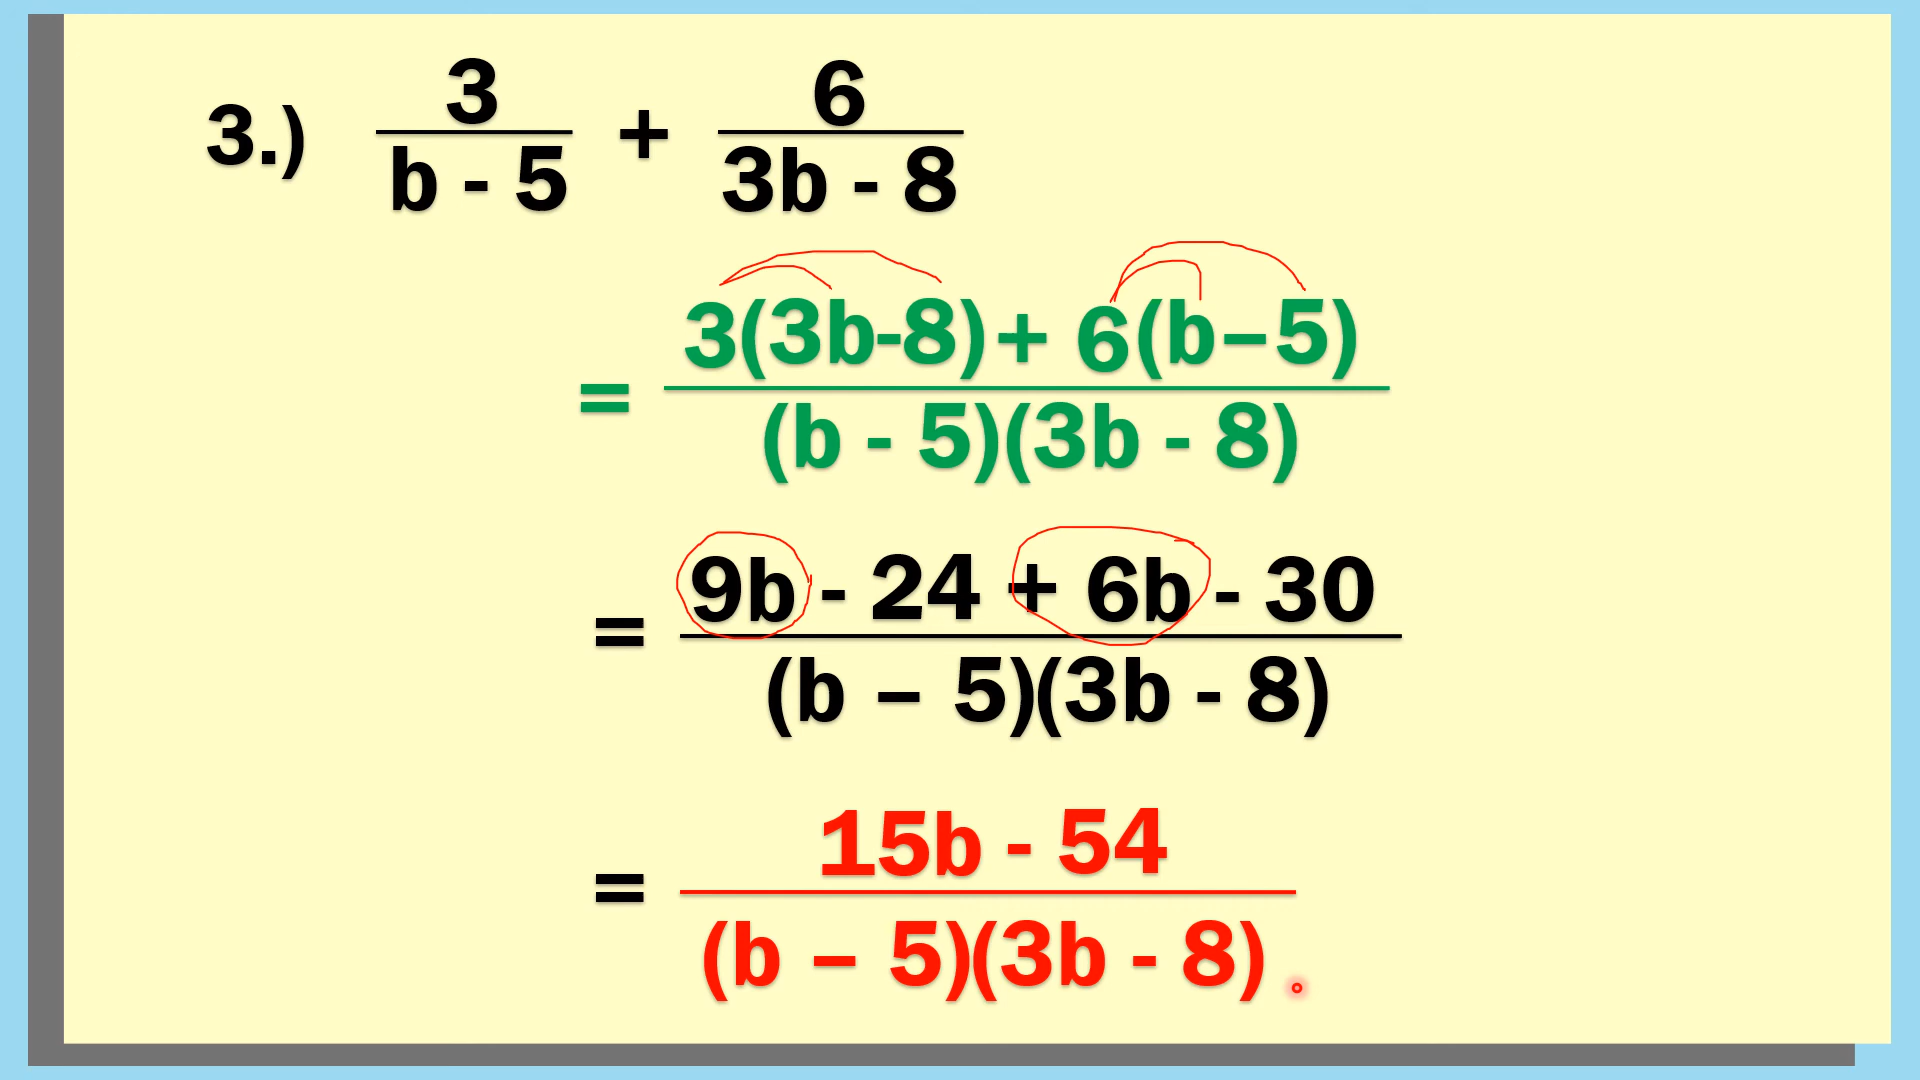 3 6
3.) +
b - 5 3b - 8
3(3b-8)+ 6(b–5)
=
(b - 5)(3b - 8)
9b - 24 + 6b - 30
=
(b – 5)(3b - 8)
15b - 54
=
(b – 5)(3b - 8)